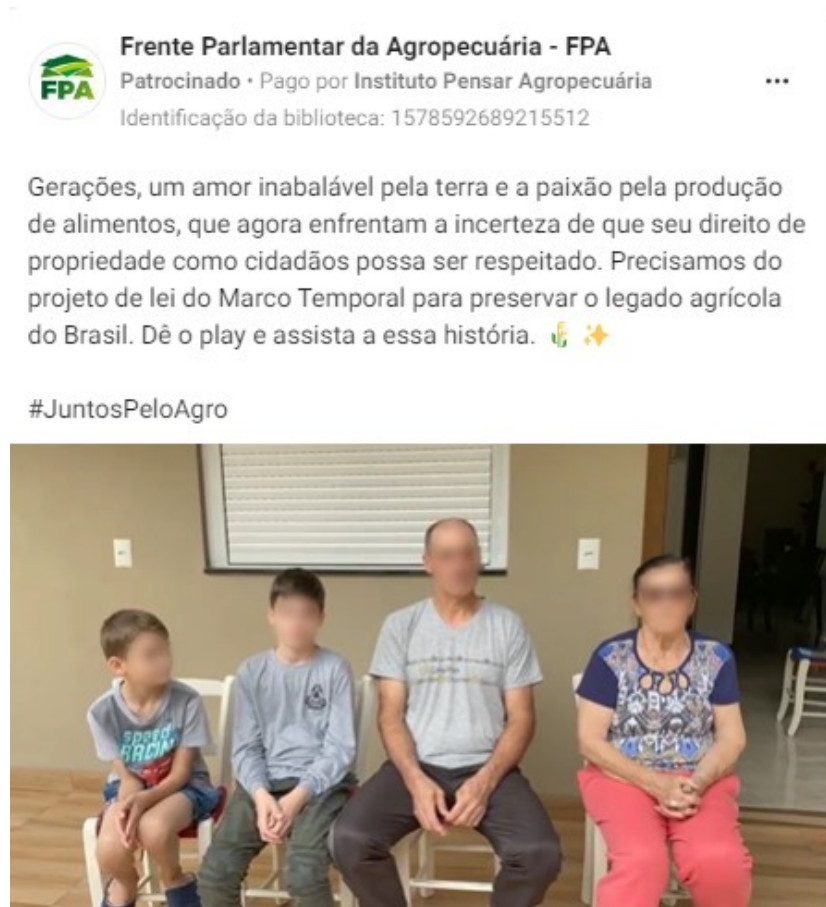 Frente Parlamentar da Agropecuária - FPA
FPA
Patrocinado • Pago por Instituto Pensar Agropecuária
Identificação da biblioteca: 1578592689215512
Gerações, um amor inabalável pela terra e a paixão pela produção
de alimentos, que agora enfrentam a incerteza de que seu direito de
propriedade como cidadãos possa ser respeitado. Precisamos do
projeto de lei do Marco Temporal para preservar o legado agrícola
do Brasil. Dê o play e assista a essa história. 🌽 ✨
#JuntosPeloAgro
SPEED
RACIN